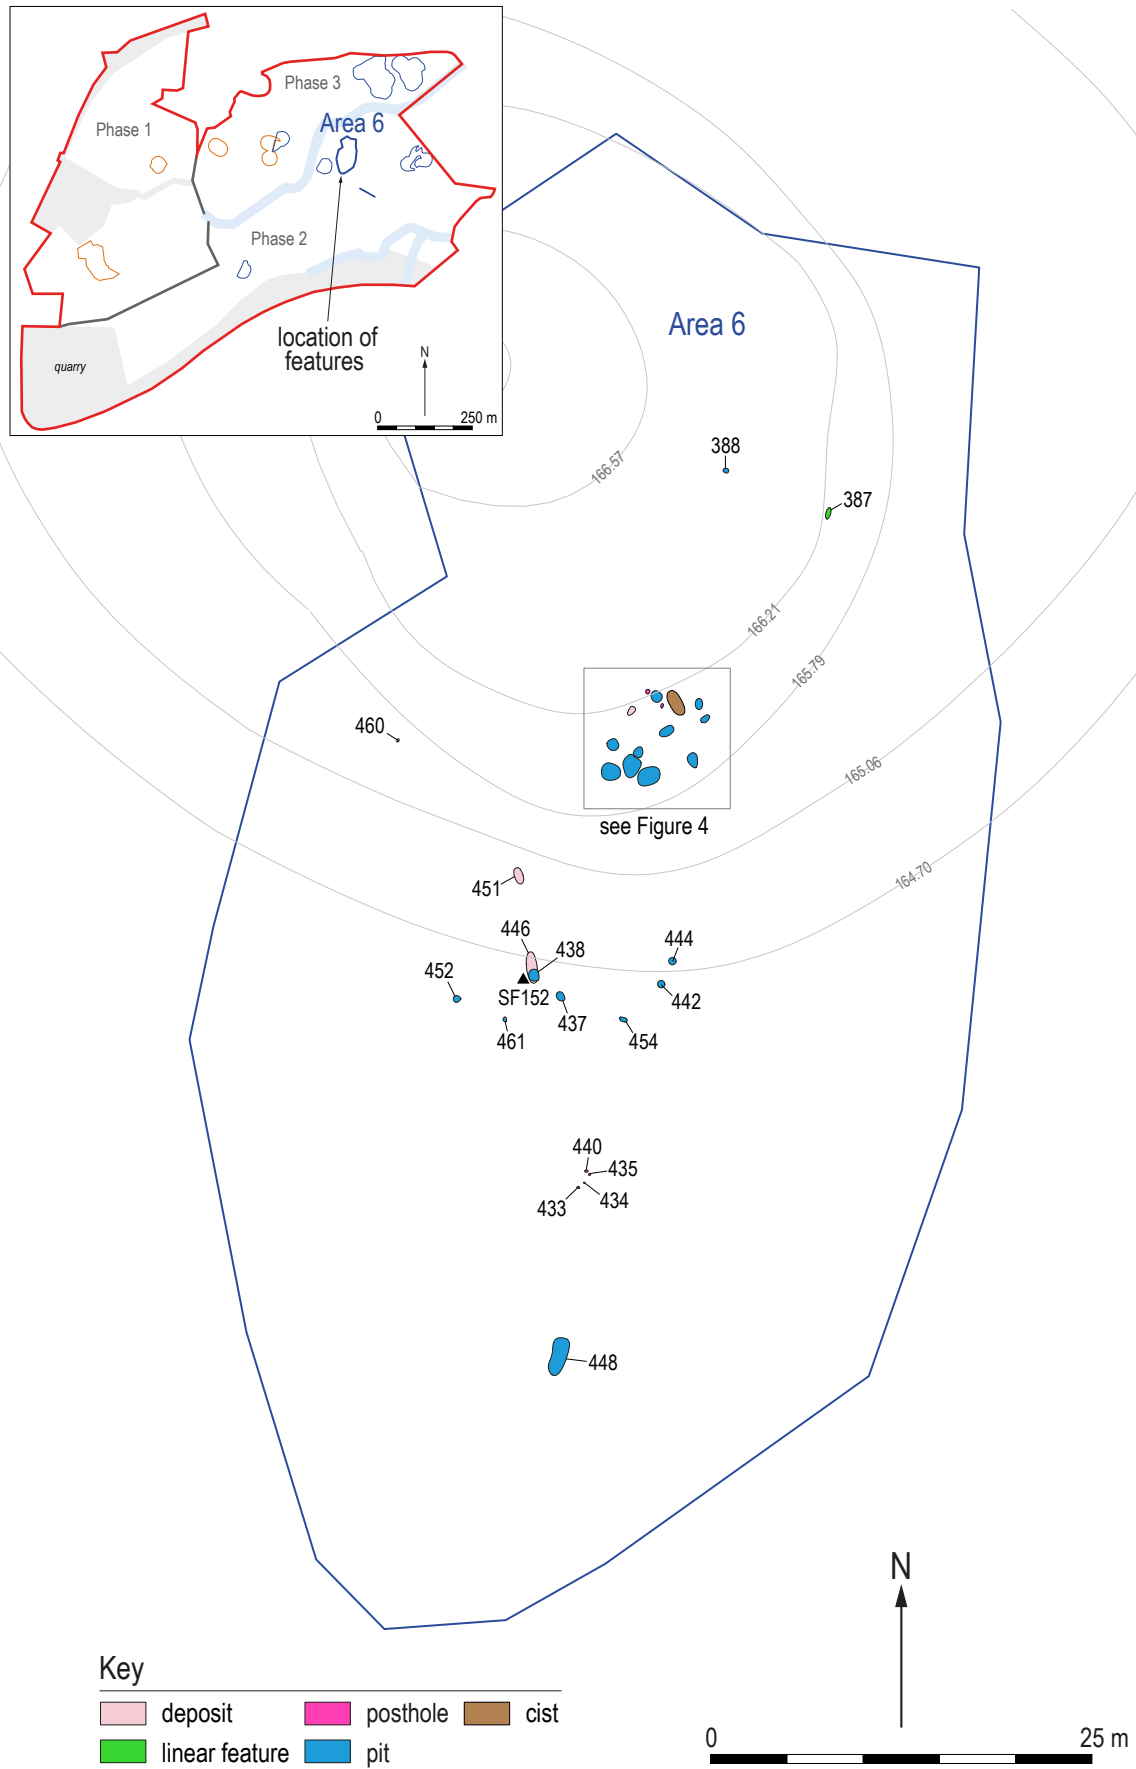 Phase 3
Phase 1
Area 6
Phase 2
location of
features
quarry
N
0 250 m
Area 6
388
387
166·57
166·21
165·79
460
165·06
see Figure 4
164·70
451
446
438
444
452
SF152
442
437
461
454
440
435
434
433
448
N
Key
deposit
posthole
cist
linear feature
pit
0 25 m